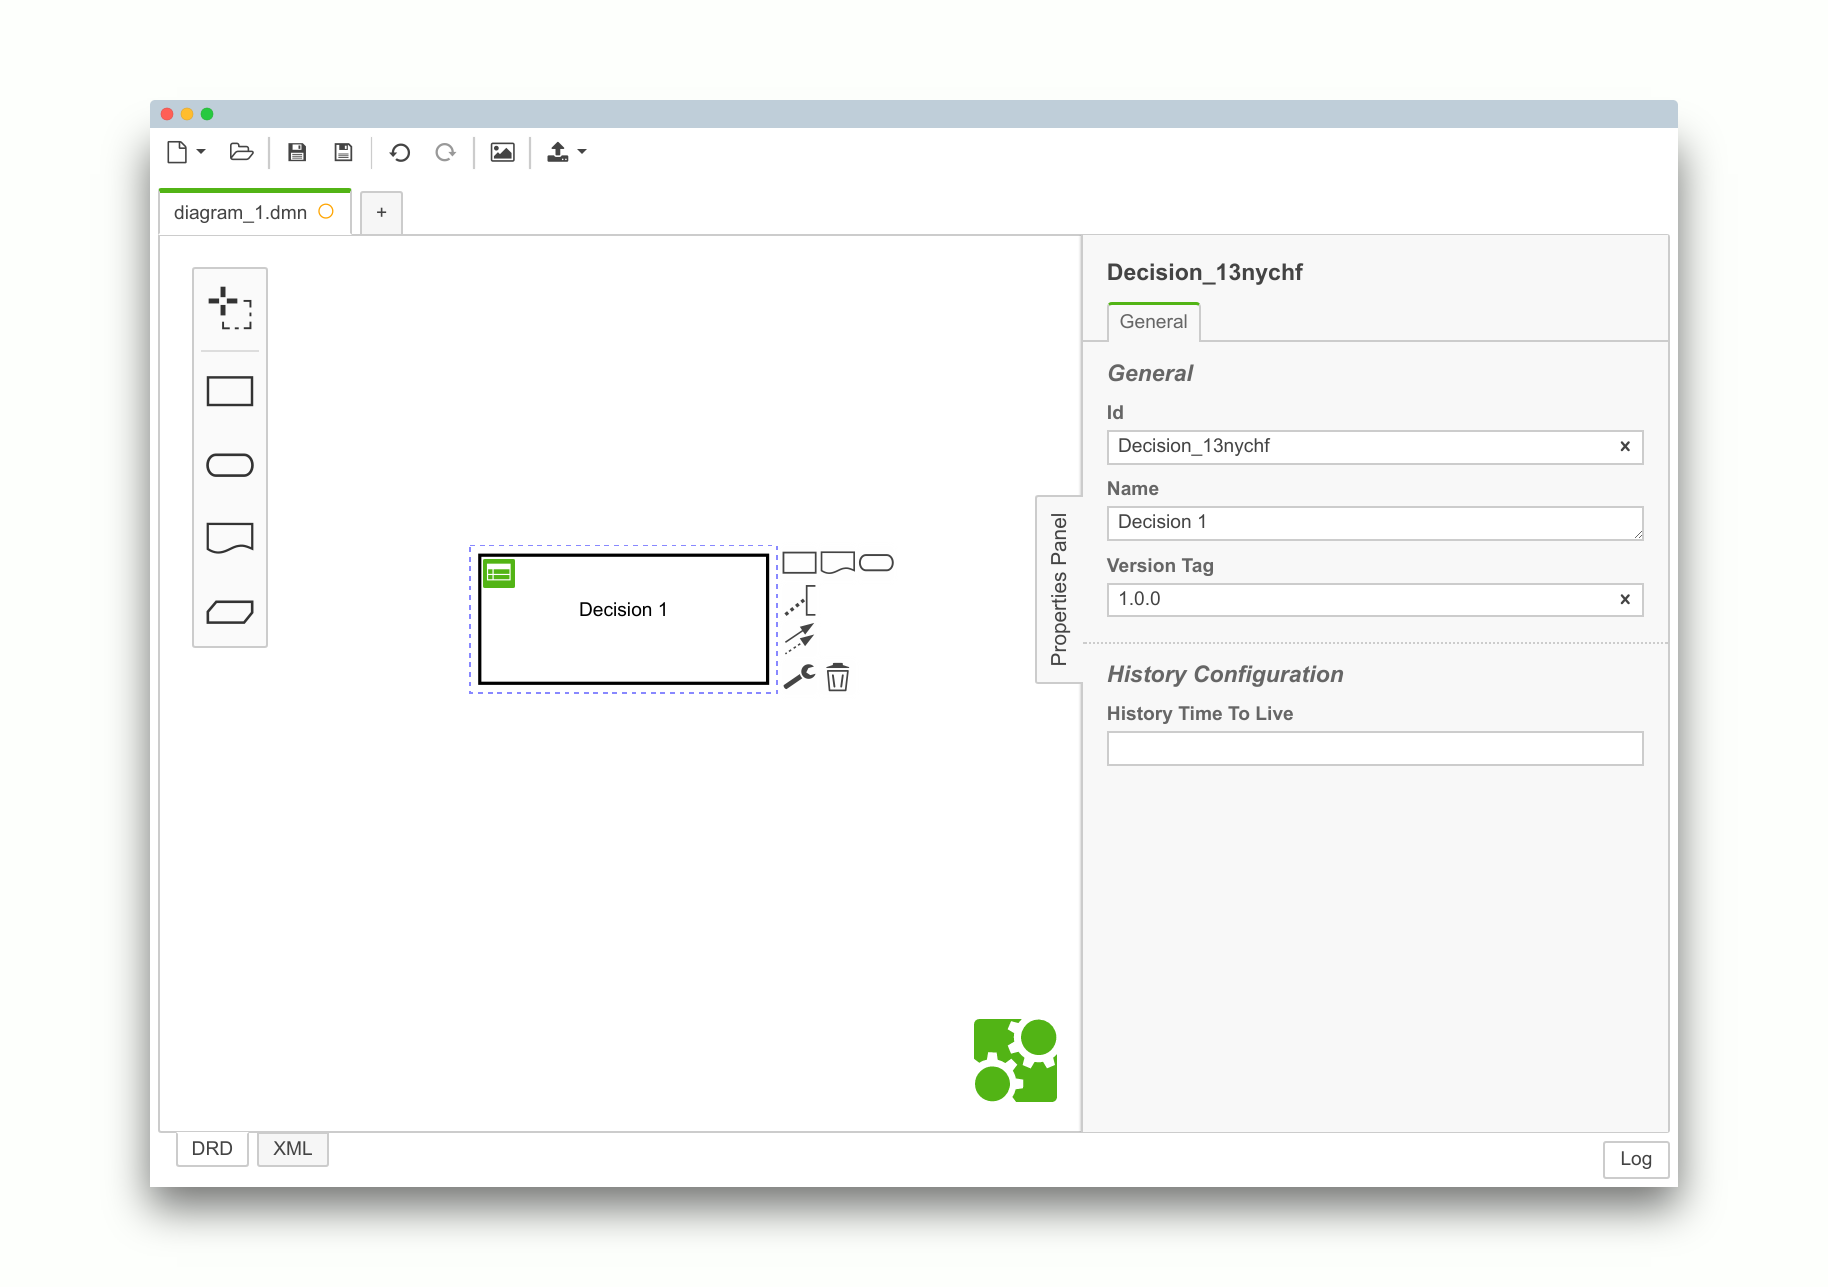 diagram_1.dmn
+
Decision 1
Properties Panel
Decision_13nychf
General
General
Id
Decision_13nychf
Name
Decision 1
Version Tag
1.0.0
History Configuration
History Time To Live
DRD
XML
Log